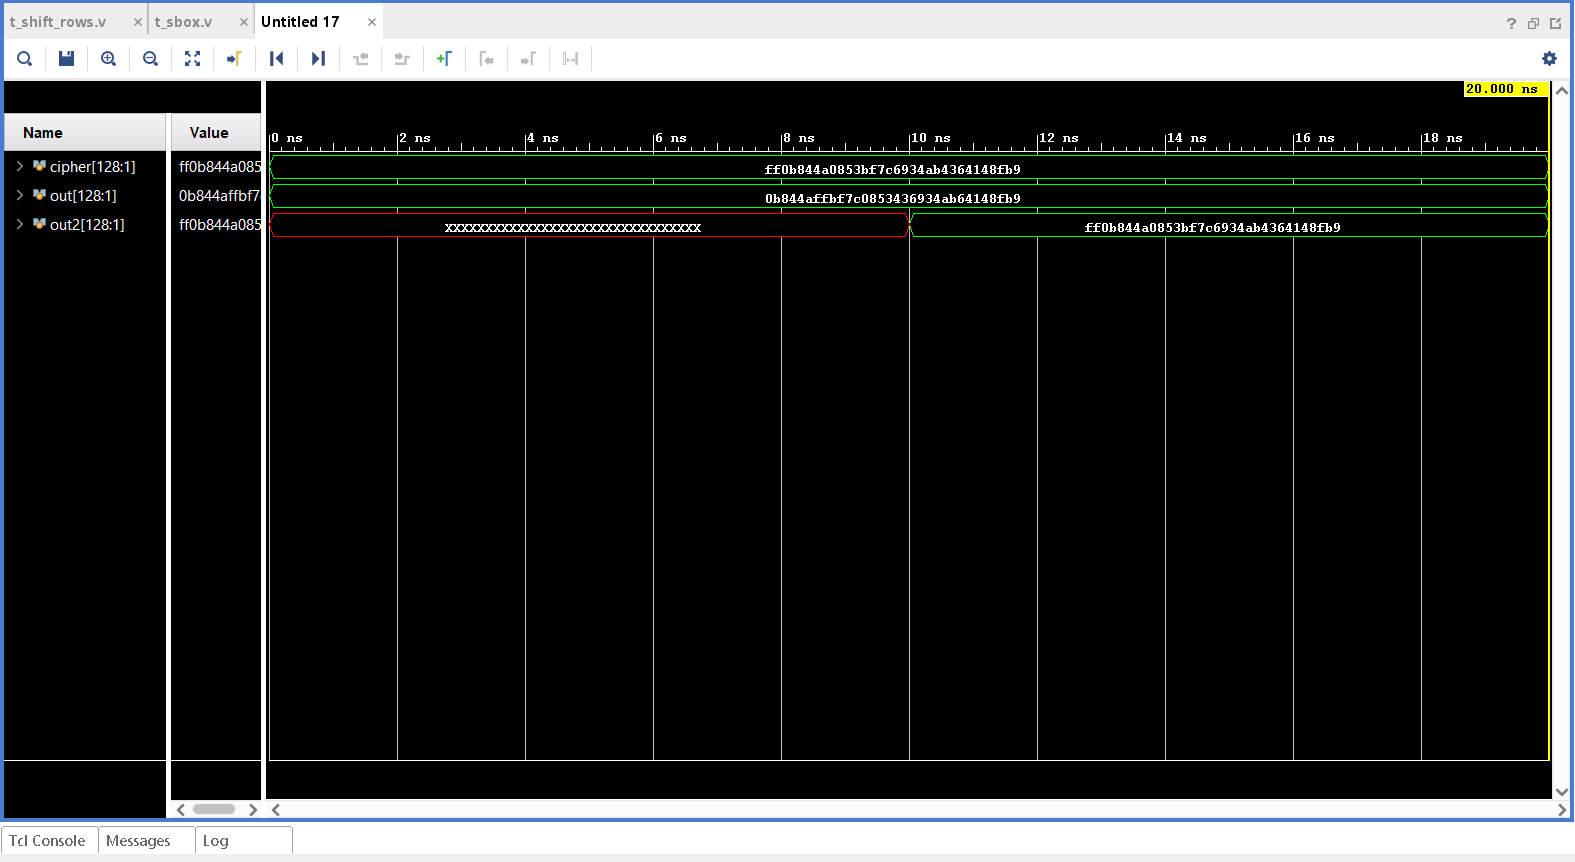 t_shift_rows.v × t_sbox.v × Untitled 17 ×
?
20.000 ns
Name Value
0 ns 2 ns 4 ns 6 ns 8 ns 10 ns 12 ns 14 ns 16 ns 18 ns
cipher[128:1] ff0b844a085 ff0b844a0853bf7c6934ab4364148fb9
out[128:1] 0b844affbf7 0b844affbf7c0853436934ab64148fb9
out2[128:1] ff0b844a085 XXXXXXXXXXXXXXXXXXXXXXXXXXXXXXXX ff0b844a0853bf7c6934ab4364148fb9
Tcl Console Messages Log